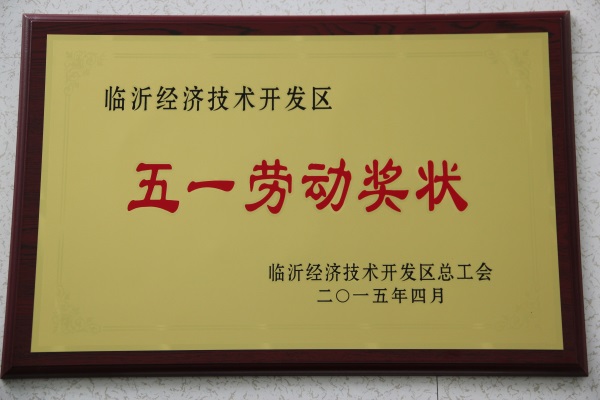 临沂经济技术开发区
五一劳动奖状
临沂经济技术开发区总工会
二〇一五年四月